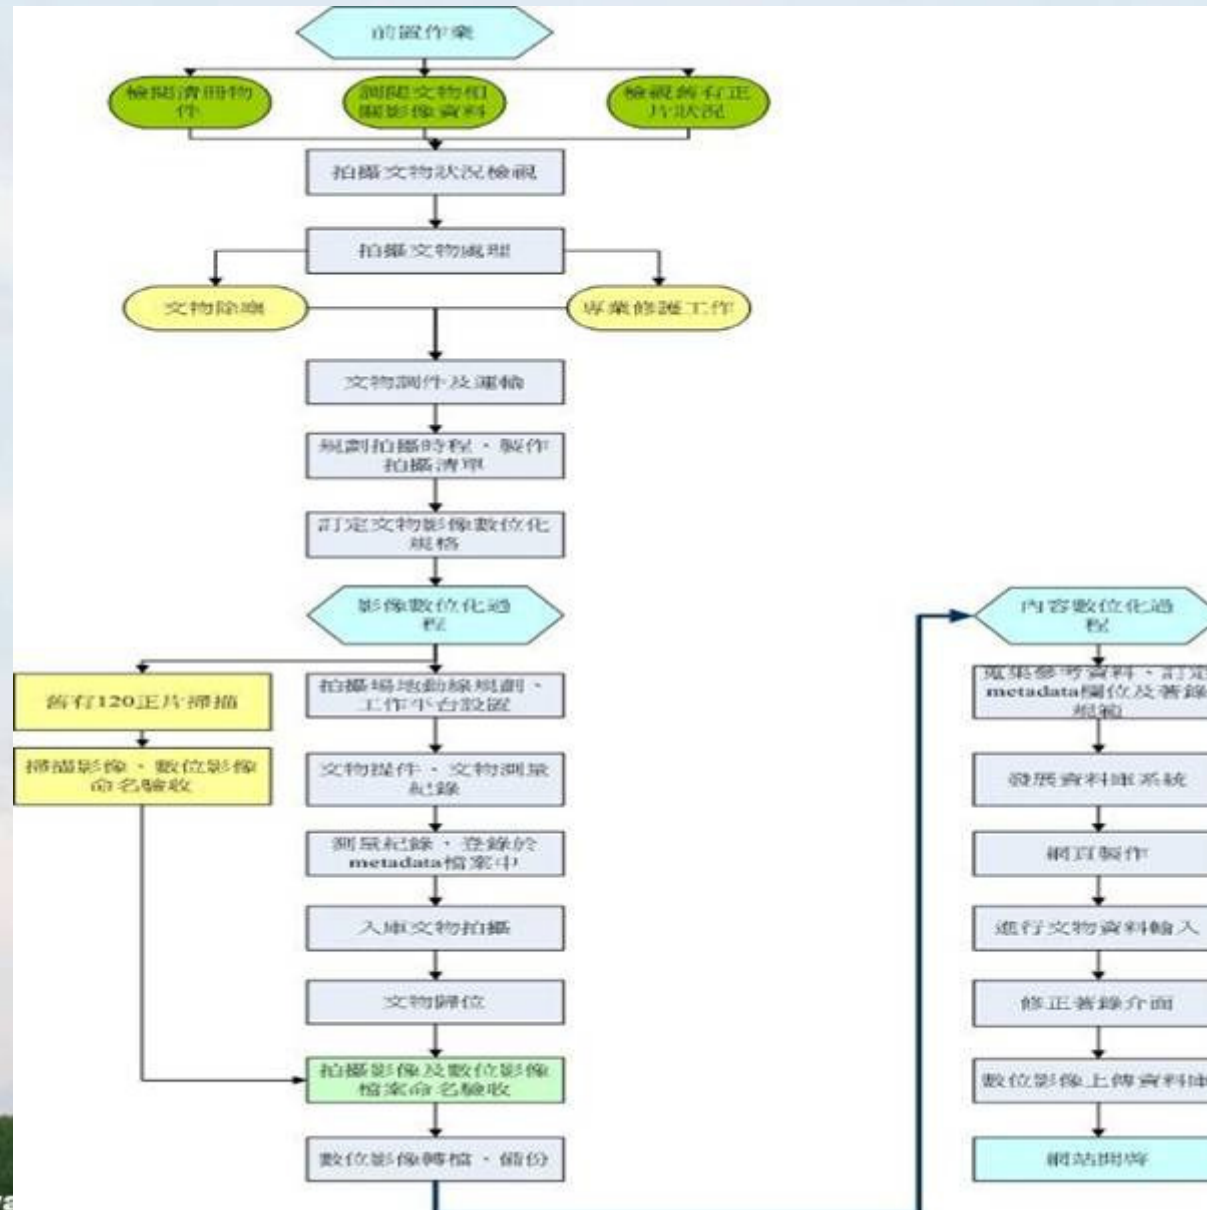 前置作業
檢閱清冊物
件
調閱文物相
關影像資料
檢視舊有正
片狀況
拍攝文物狀況檢視
拍攝文物處理
文物除塵
專業修護工作
文物調件及運輸
規劃拍攝時程、製作
拍攝清單
訂定文物影像數位化
規格
影像數位化過
程
舊有120正片掃描
掃描影像、數位影像
命名驗收
拍攝場地動線規劃、
工作平台設置
文物提件、文物測量
紀錄
測量紀錄、登錄於
metadata檔案中
入庫文物拍攝
文物歸位
拍攝影像及數位影像
檔案命名驗收
數位影像轉檔、備份
內容數位化過
程
蒐集參考資料、訂定
metadata欄位及著錄
規範
發展資料庫系統
網頁製作
進行文物資料輸入
修正著錄介面
數位影像上傳資料庫
網站開幕